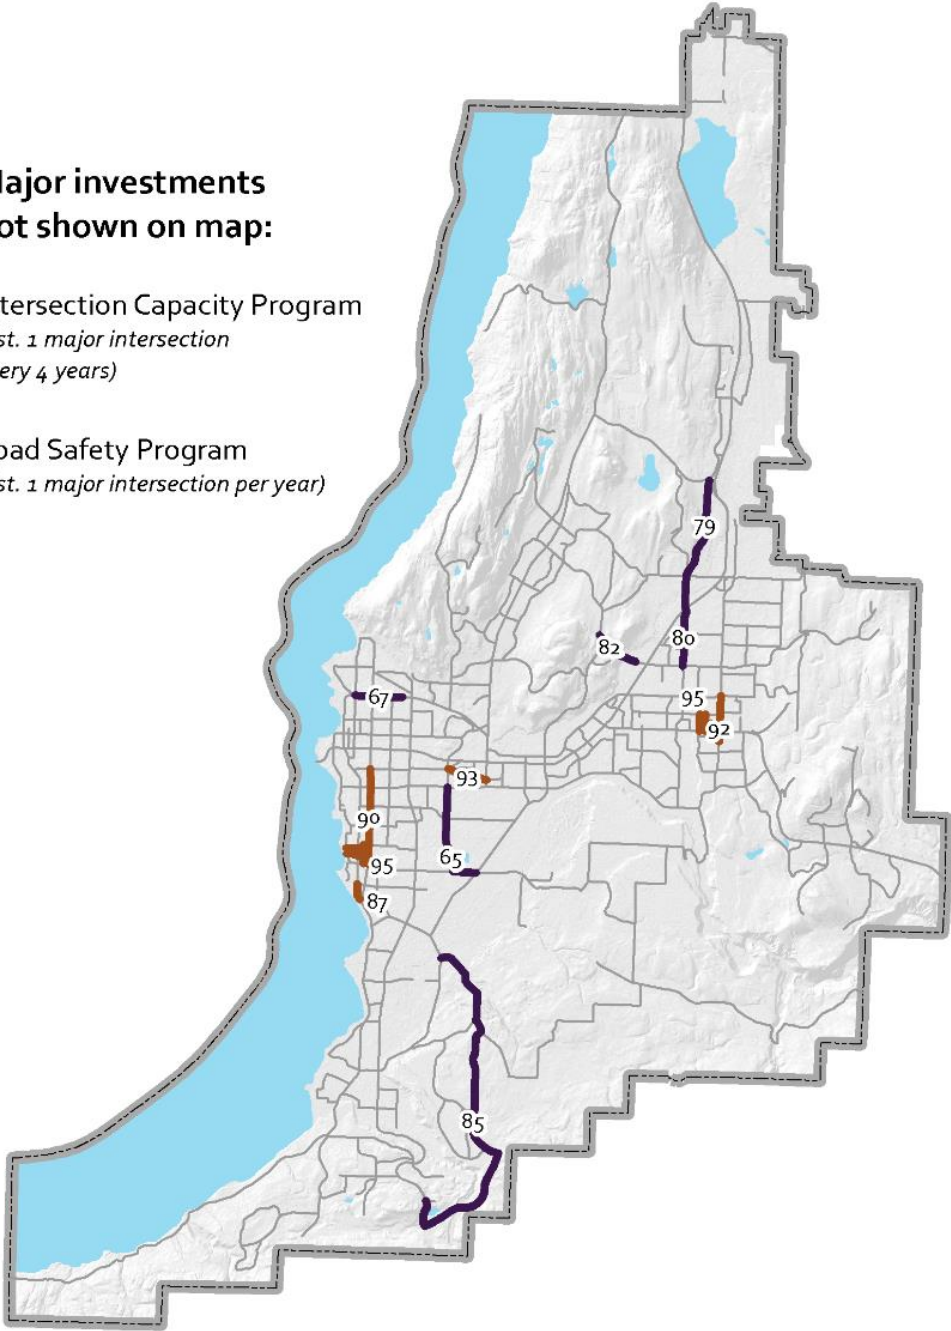 lajor investments
ot shown on map:
tersection Capacity Program
st. 1 major intersection
ery 4 years)
oad Safety Program
st. 1 major intersection per year)
79
80
82
95
67
92
93
90
65
95
87
85